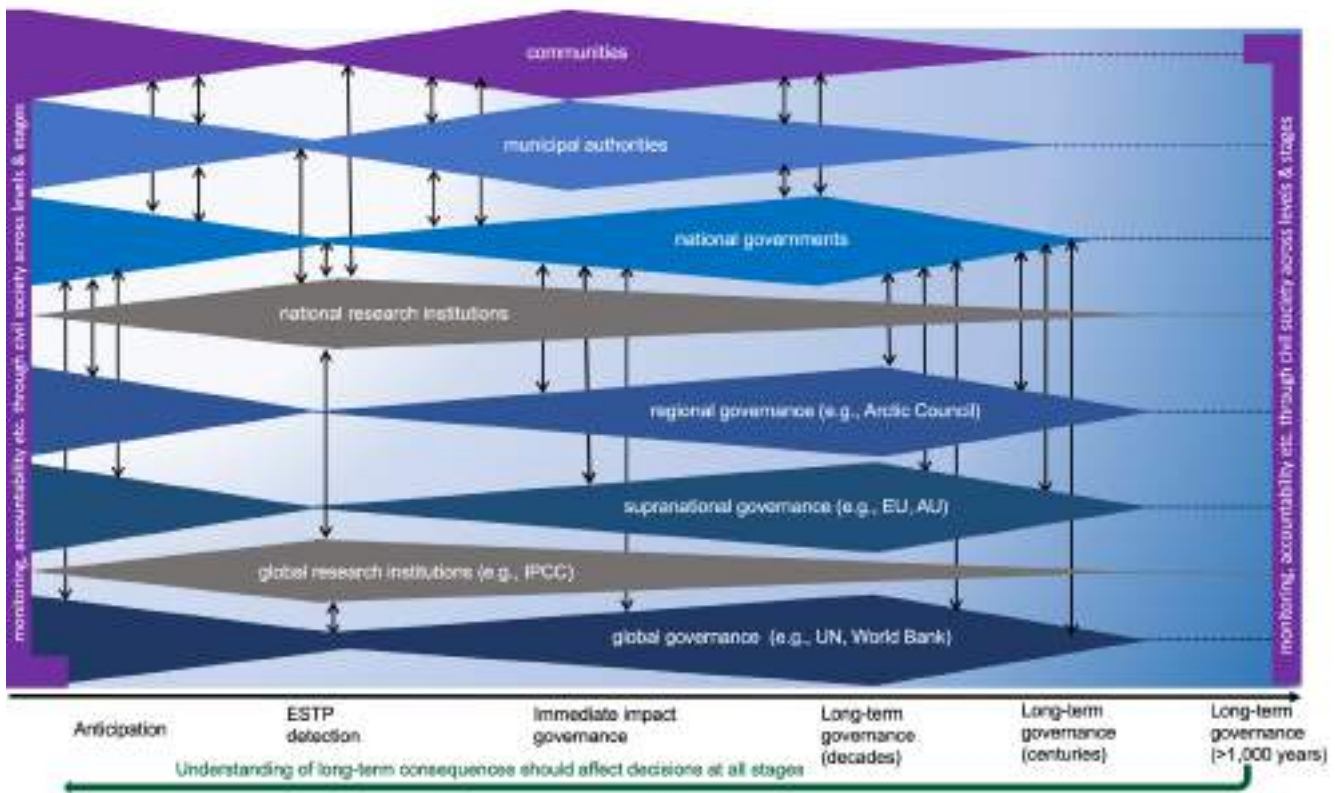 communities
municipal authorities
national governments
national research institutions
regional governance (e.g., Arctic Council)
supranational governance (e.g., EU, AU)
global research institutions (e.g., IPCC)
global governance (e.g., UN, World Bank)
monitoring, accountability etc. through civil society across levels & stages
monitoring, accountability etc. through civil society across levels & stages
Anticipation
ESTP
detection
Immediate impact
governance
Long-term
governance
(decades)
Long-term
governance
(centuries)
Long-term
governance
(>1,000 years)
Understanding of long-term consequences should affect decisions at all stages